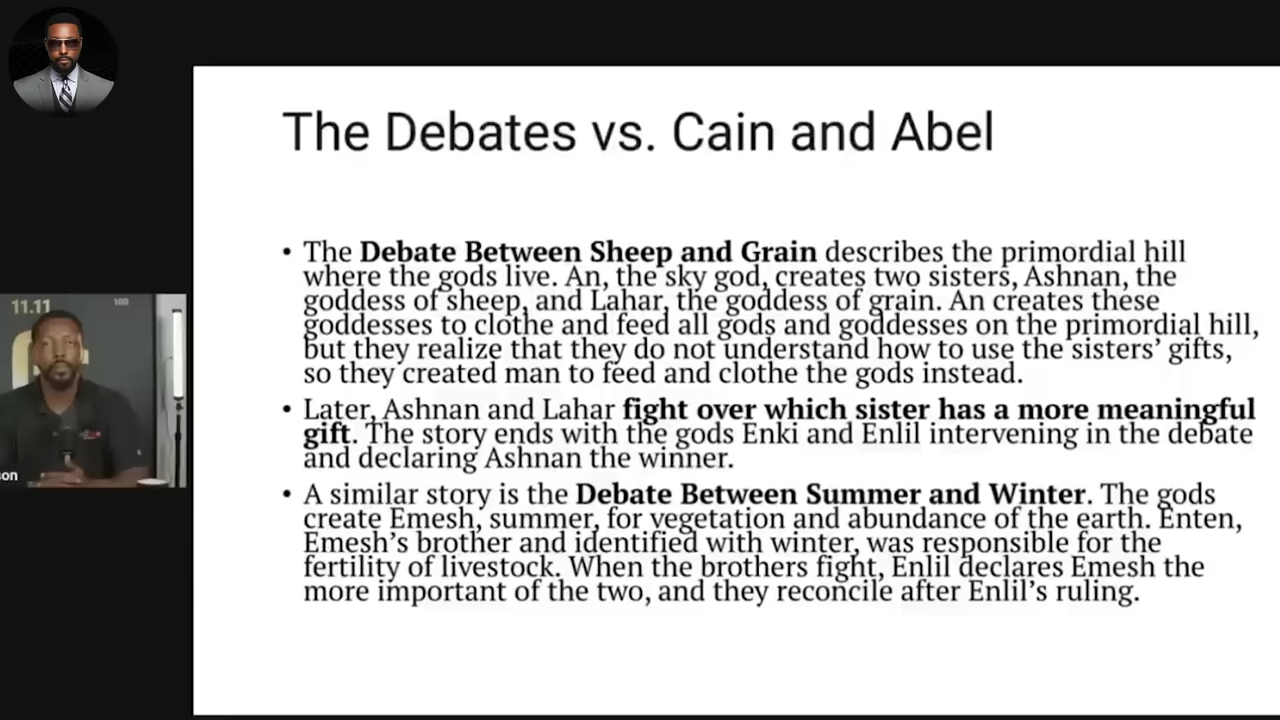 The Debates vs. Cain and Abel
• The Debate Between Sheep and Grain describes the primordial hill
where the gods live. An, the sky god, creates two sisters, Ashnan, the
goddess of sheep, and Lahar, the goddess of grain. An creates these
goddesses to clothe and feed all gods and goddesses on the primordial hill,
but they realize that they do not understand how to use the sisters' gifts,
so they created man to feed and clothe the gods instead.
• Later, Ashnan and Lahar fight over which sister has a more meaningful
gift. The story ends with the gods Enki and Enlil intervening in the debate
and declaring Ashnan the winner.
• A similar story is the Debate Between Summer and Winter. The gods
create Emesh, summer, for vegetation and abundance of the earth. Enten,
Emesh's brother and identified with winter, was responsible for the
fertility of livestock. When the brothers fight, Enlil declares Emesh the
more important of the two, and they reconcile after Enlil's ruling.
11.11
100
son